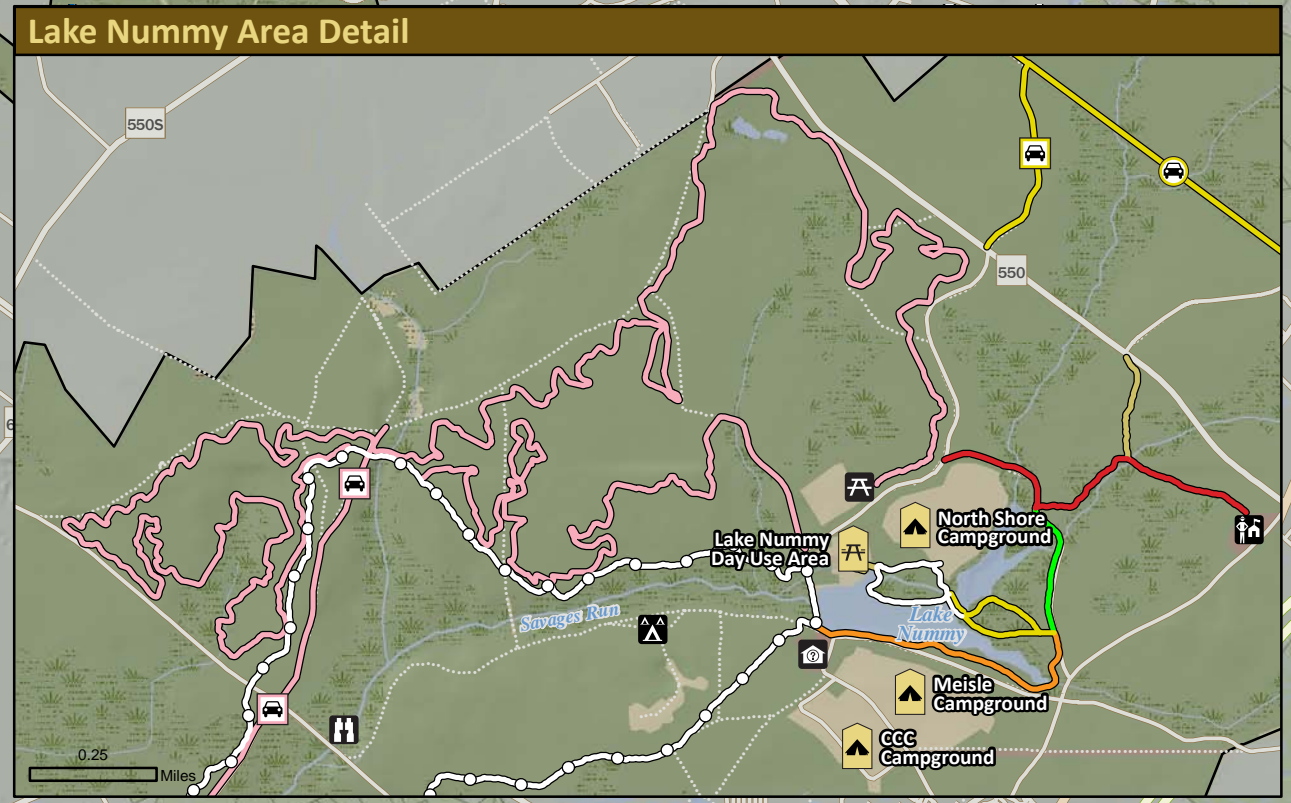 Lake Nummy Area Detail
550S
550
North Shore
Campground
Lake Nummy
Day Use Area
Savages Run
Lake
Nummy
Meisle
Campground
CCC
Campground
0.25
Miles
?
6